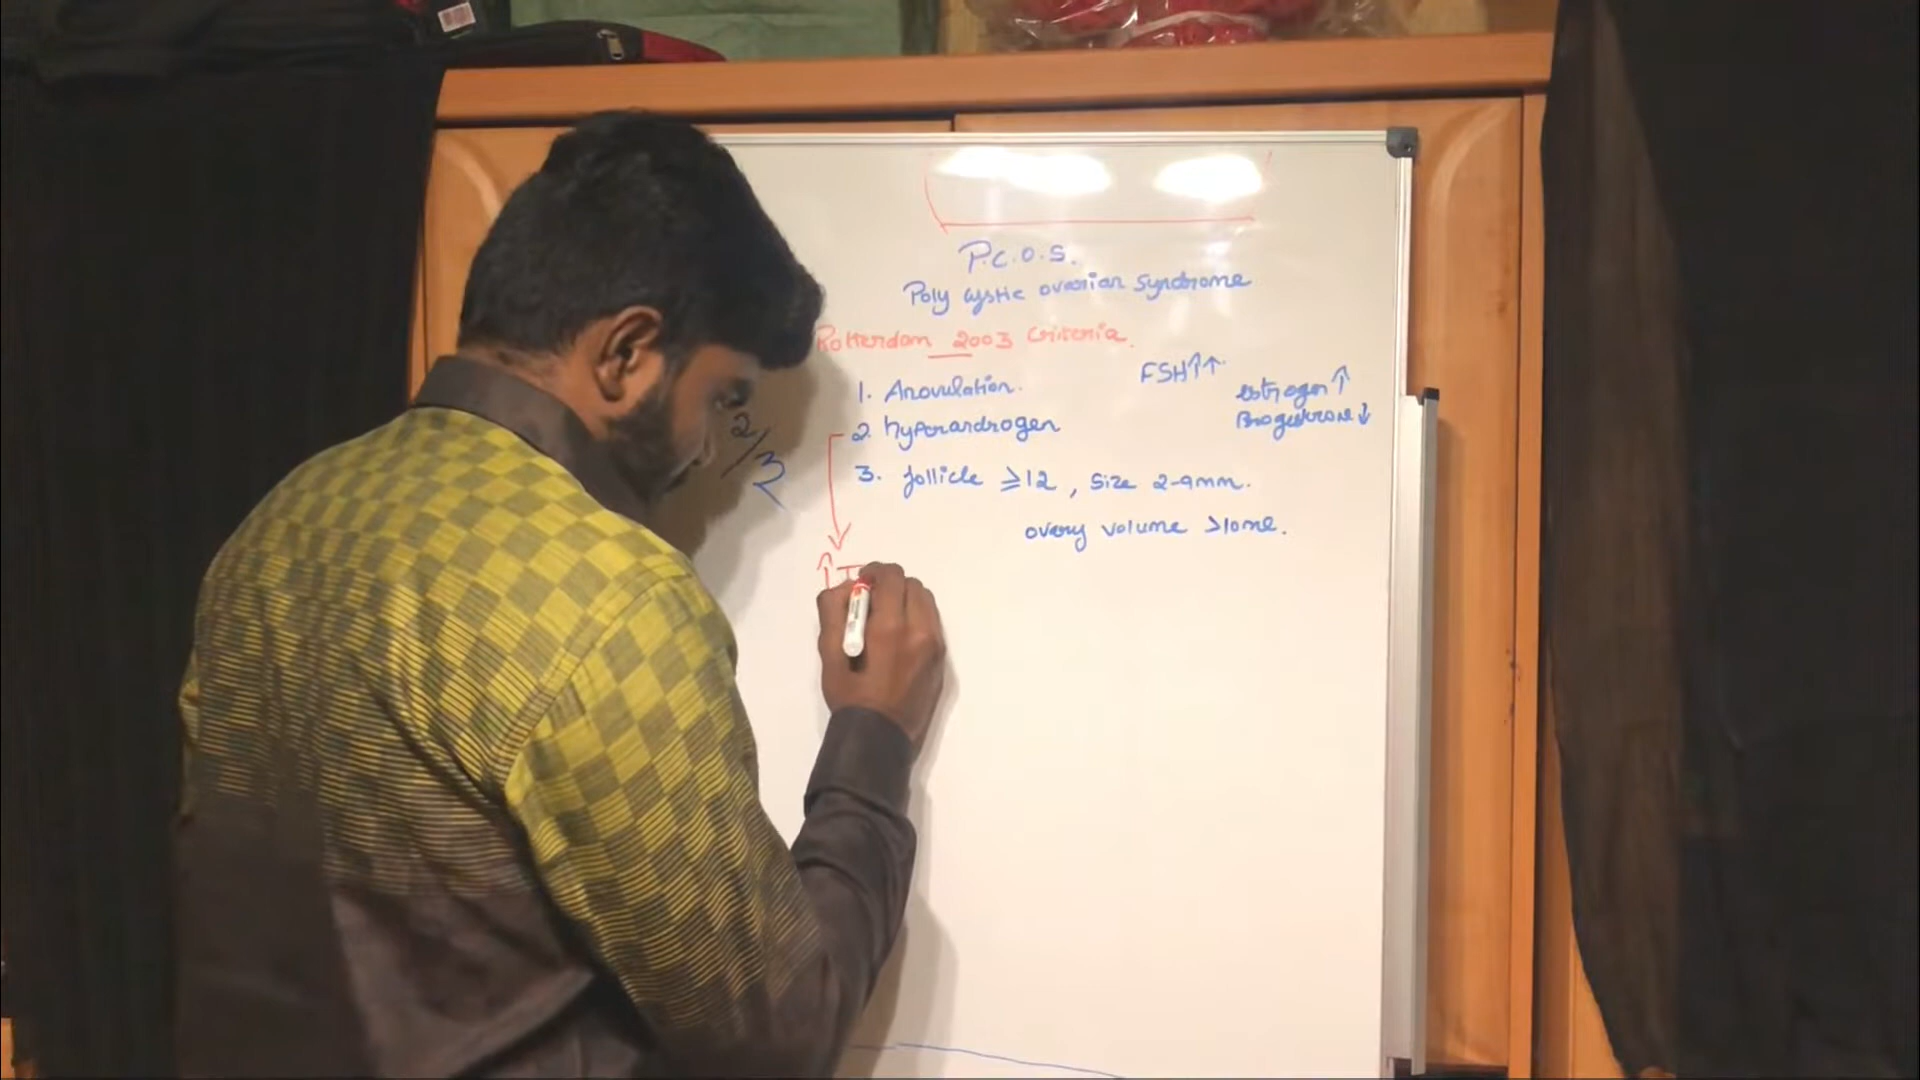 P.C.O.S.
Poly cystic ovarian syndrome
Rotterdam 2003 criteria.
1. Anovulation.
FSH↑↑
estrogen↑
Progesterone↓
2. hyperandrogen
2/3
3. follicle ≥12, size 2-9mm.
ovary volume >10ml.
↑ T